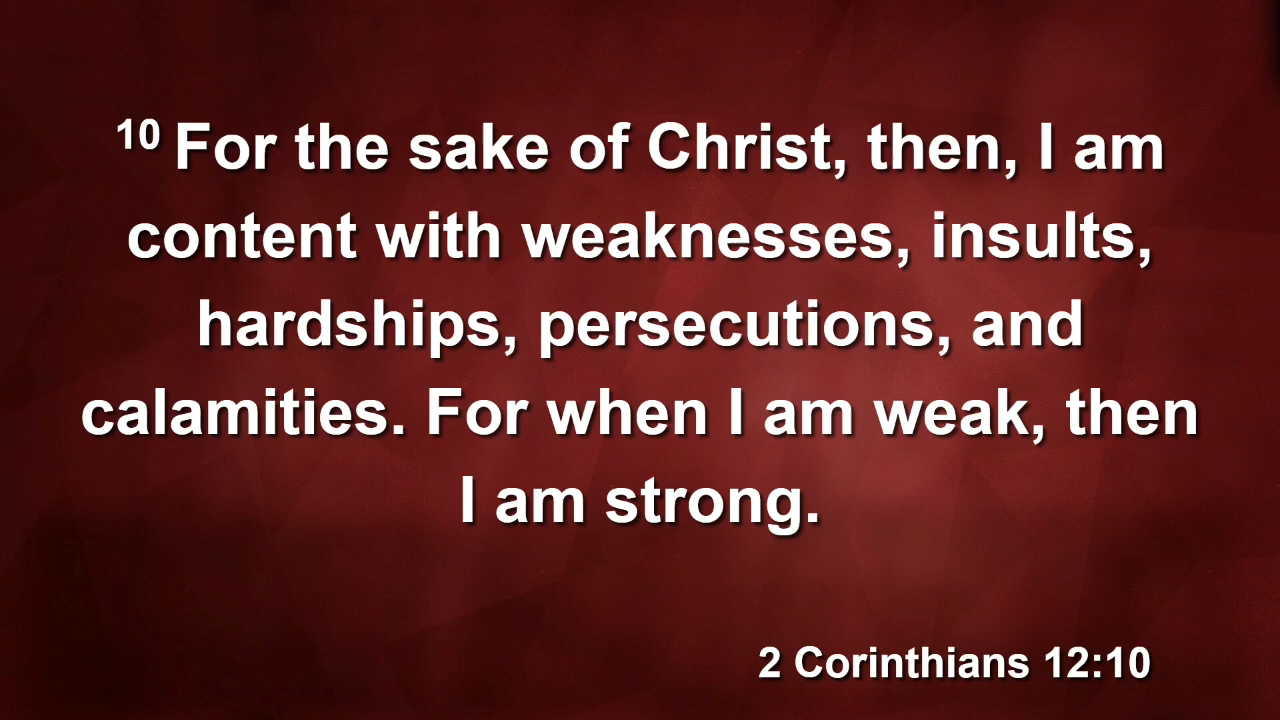 10 For the sake of Christ, then, I am
content with weaknesses, insults,
hardships, persecutions, and
calamities. For when I am weak, then
I am strong.
2 Corinthians 12:10